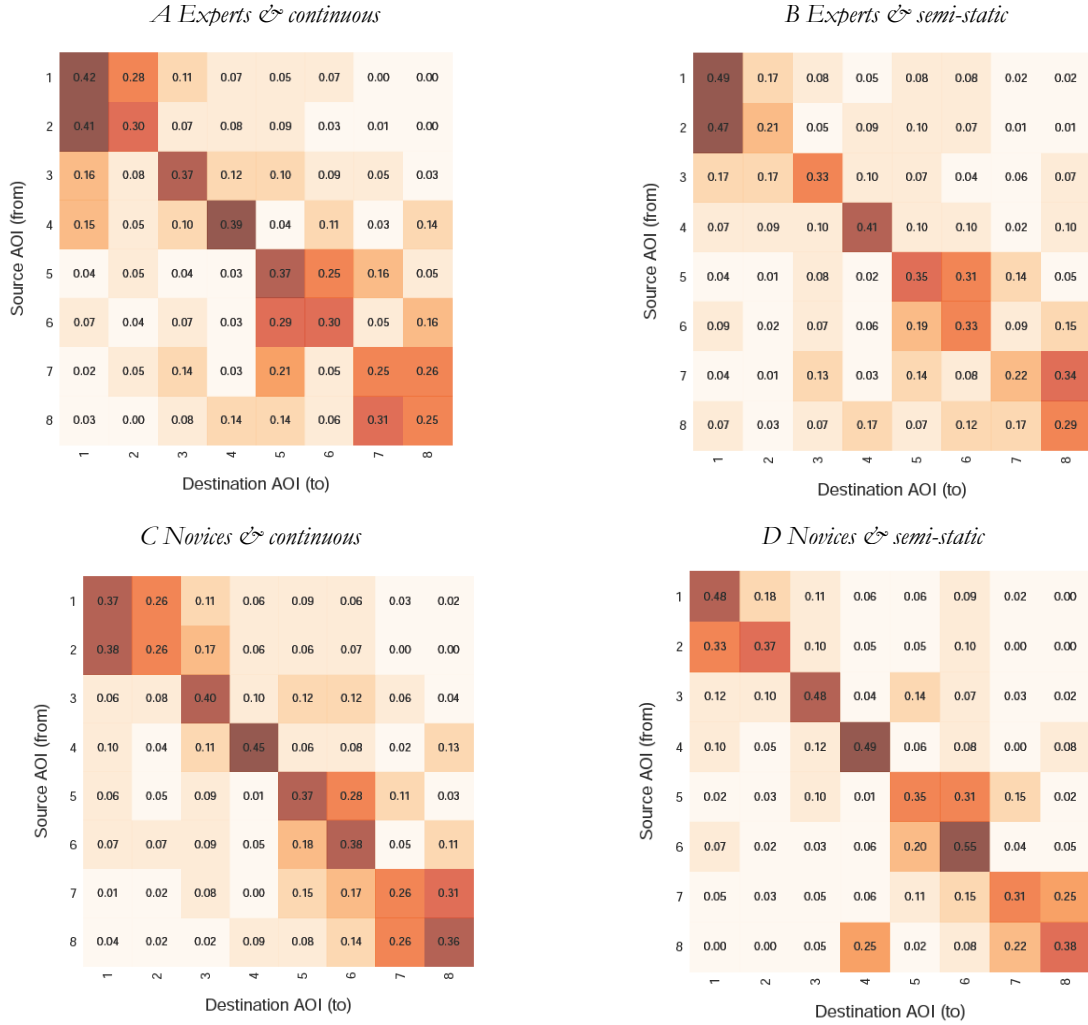 A Experts & continuous
B Experts & semi-static
Source AOI (from)
1 0.42 0.28 0.11 0.07 0.05 0.07 0.00 0.00
2 0.41 0.30 0.07 0.08 0.09 0.03 0.01 0.00
3 0.16 0.08 0.37 0.12 0.10 0.09 0.05 0.03
4 0.15 0.05 0.10 0.39 0.04 0.11 0.03 0.14
5 0.04 0.05 0.04 0.03 0.37 0.25 0.16 0.05
6 0.07 0.04 0.07 0.03 0.29 0.30 0.05 0.16
7 0.02 0.05 0.14 0.03 0.21 0.05 0.25 0.26
8 0.03 0.00 0.08 0.14 0.14 0.06 0.31 0.25
1 2 3 4 5 6 7 8
Destination AOI (to)
Source AOI (from)
1 0.49 0.17 0.08 0.05 0.08 0.08 0.02 0.02
2 0.47 0.21 0.05 0.09 0.10 0.07 0.01 0.01
3 0.17 0.17 0.33 0.10 0.07 0.04 0.06 0.07
4 0.07 0.09 0.10 0.41 0.10 0.10 0.02 0.10
5 0.04 0.01 0.08 0.02 0.35 0.31 0.14 0.05
6 0.09 0.02 0.07 0.06 0.19 0.33 0.09 0.15
7 0.04 0.01 0.13 0.03 0.14 0.08 0.22 0.34
8 0.07 0.03 0.07 0.17 0.07 0.12 0.17 0.29
1 2 3 4 5 6 7 8
Destination AOI (to)
C Novices & continuous
D Novices & semi-static
Source AOI (from)
1 0.37 0.26 0.11 0.06 0.09 0.06 0.03 0.02
2 0.38 0.26 0.17 0.06 0.06 0.07 0.00 0.00
3 0.06 0.08 0.40 0.10 0.12 0.12 0.06 0.04
4 0.10 0.04 0.11 0.45 0.06 0.08 0.02 0.13
5 0.06 0.05 0.09 0.01 0.37 0.28 0.11 0.03
6 0.07 0.07 0.09 0.05 0.18 0.38 0.05 0.11
7 0.01 0.02 0.08 0.00 0.15 0.17 0.26 0.31
8 0.04 0.02 0.02 0.09 0.08 0.14 0.26 0.36
1 2 3 4 5 6 7 8
Destination AOI (to)
Source AOI (from)
1 0.48 0.18 0.11 0.06 0.06 0.09 0.02 0.00
2 0.33 0.37 0.10 0.05 0.05 0.10 0.00 0.00
3 0.12 0.10 0.48 0.04 0.14 0.07 0.03 0.02
4 0.10 0.05 0.12 0.49 0.06 0.08 0.00 0.08
5 0.02 0.03 0.10 0.01 0.35 0.31 0.15 0.02
6 0.07 0.02 0.03 0.06 0.20 0.55 0.04 0.05
7 0.05 0.03 0.05 0.06 0.11 0.15 0.31 0.25
8 0.00 0.00 0.05 0.25 0.02 0.08 0.22 0.38
1 2 3 4 5 6 7 8
Destination AOI (to)